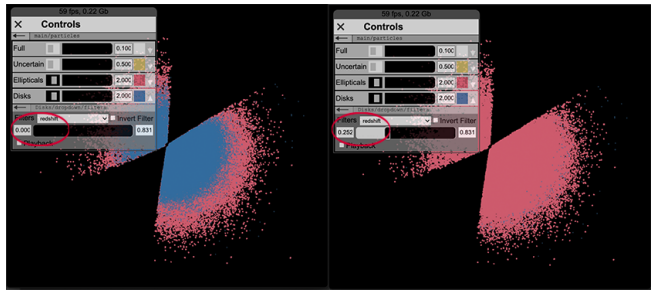 59 fps, 0.22 Gb
✕ Controls
← main/particles
Full 0.100
Uncertain 0.500
Ellipticals 2.000
Disks 2.000
← Disks/dropdown/filters
Filters redshift Invert Filter
0.000 0.831
Playback
59 fps, 0.22 Gb
✕ Controls
← main/particles
Full 0.100
Uncertain 0.500
Ellipticals 2.000
Disks 2.000
← Disks/dropdown/filters
Filters redshift Invert Filter
0.252 0.831
Playback